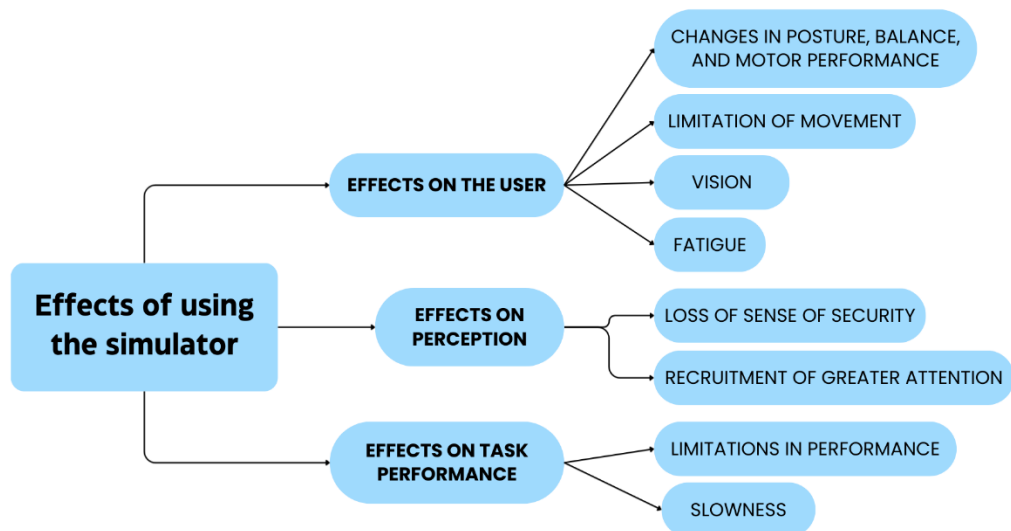 CHANGES IN POSTURE, BALANCE,
AND MOTOR PERFORMANCE
LIMITATION OF MOVEMENT
EFFECTS ON THE USER
VISION
FATIGUE
Effects of using
the simulator
EFFECTS ON
PERCEPTION
LOSS OF SENSE OF SECURITY
RECRUITMENT OF GREATER ATTENTION
EFFECTS ON TASK
PERFORMANCE
LIMITATIONS IN PERFORMANCE
SLOWNESS